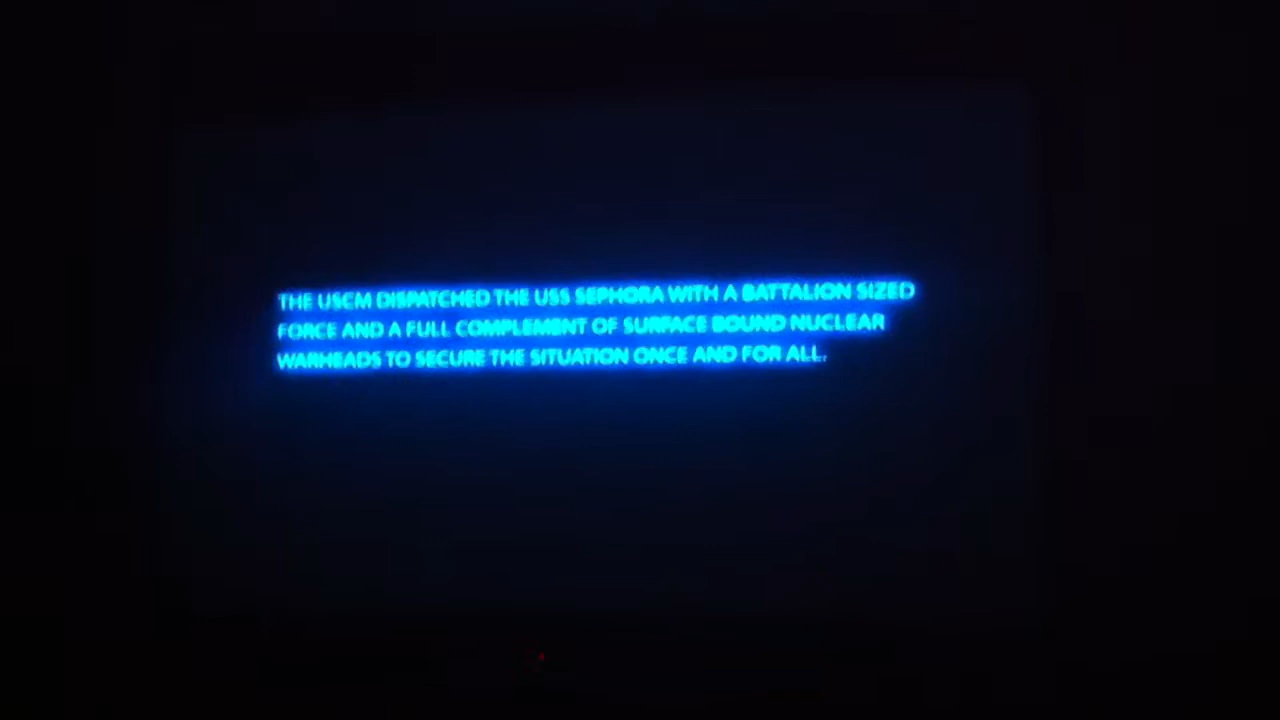 THE USCM DISPATCHED THE USS SEPHORA WITH A BATTALION SIZED
FORCE AND A FULL COMPLEMENT OF SURFACE BOUND NUCLEAR
WARHEADS TO SECURE THE SITUATION ONCE AND FOR ALL.